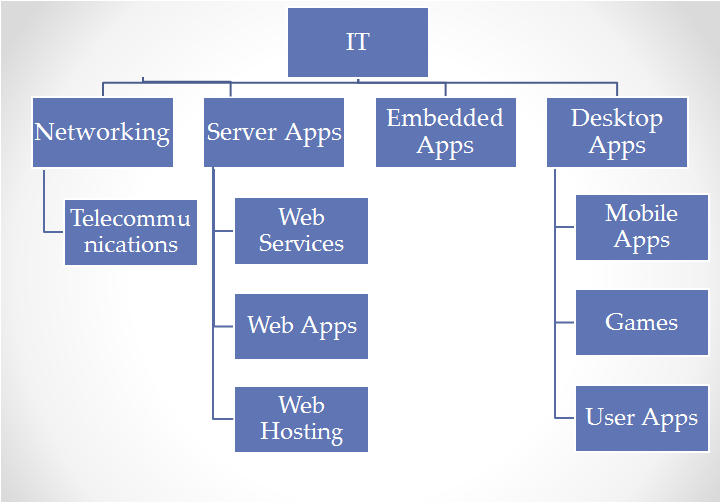 IT
Networking
Server Apps
Embedded
Apps
Desktop
Apps
Telecommu
nications
Web
Services
Web Apps
Web
Hosting
Mobile
Apps
Games
User Apps